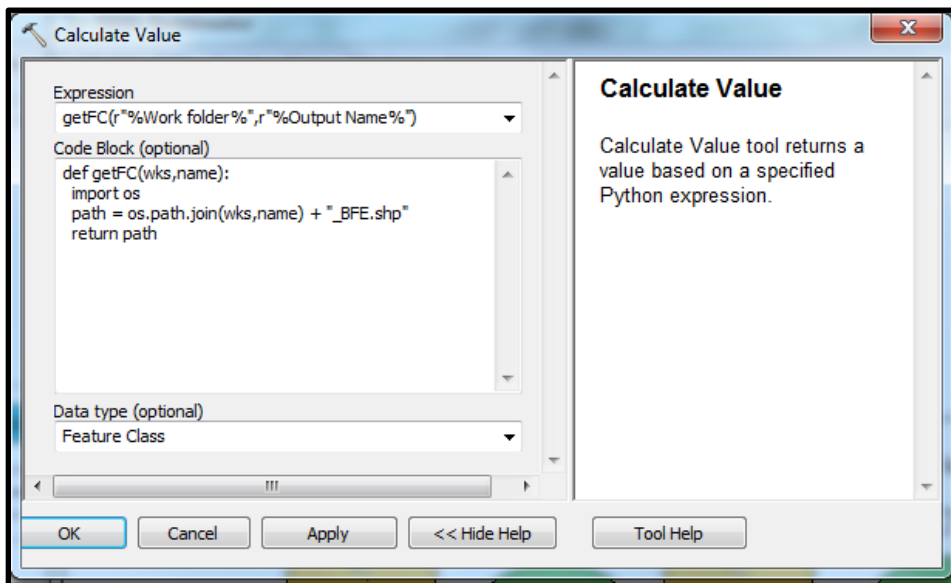 Calculate Value
Expression
getFC(r"%Work folder%",r"%Output Name%")
Code Block (optional)
def getFC(wks,name):
  import os
  path = os.path.join(wks,name) + "_BFE.shp"
  return path
Data type (optional)
Feature Class
OK
Cancel
Apply
<< Hide Help
Calculate Value
Calculate Value tool returns a
value based on a specified
Python expression.
Tool Help